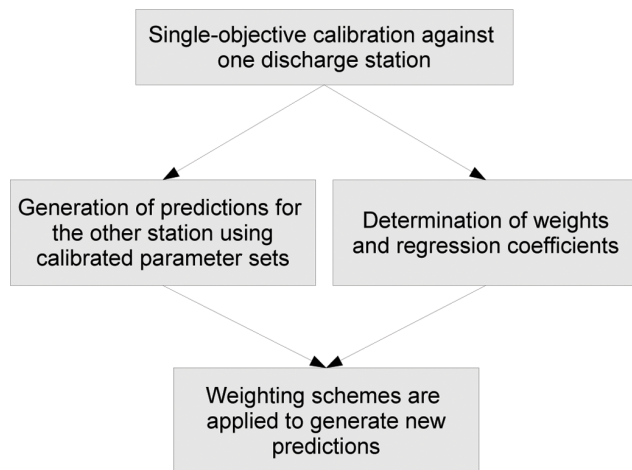 Single-objective calibration against
one discharge station
Generation of predictions for
the other station using
calibrated parameter sets
Determination of weights
and regression coefficients
Weighting schemes are
applied to generate new
predictions